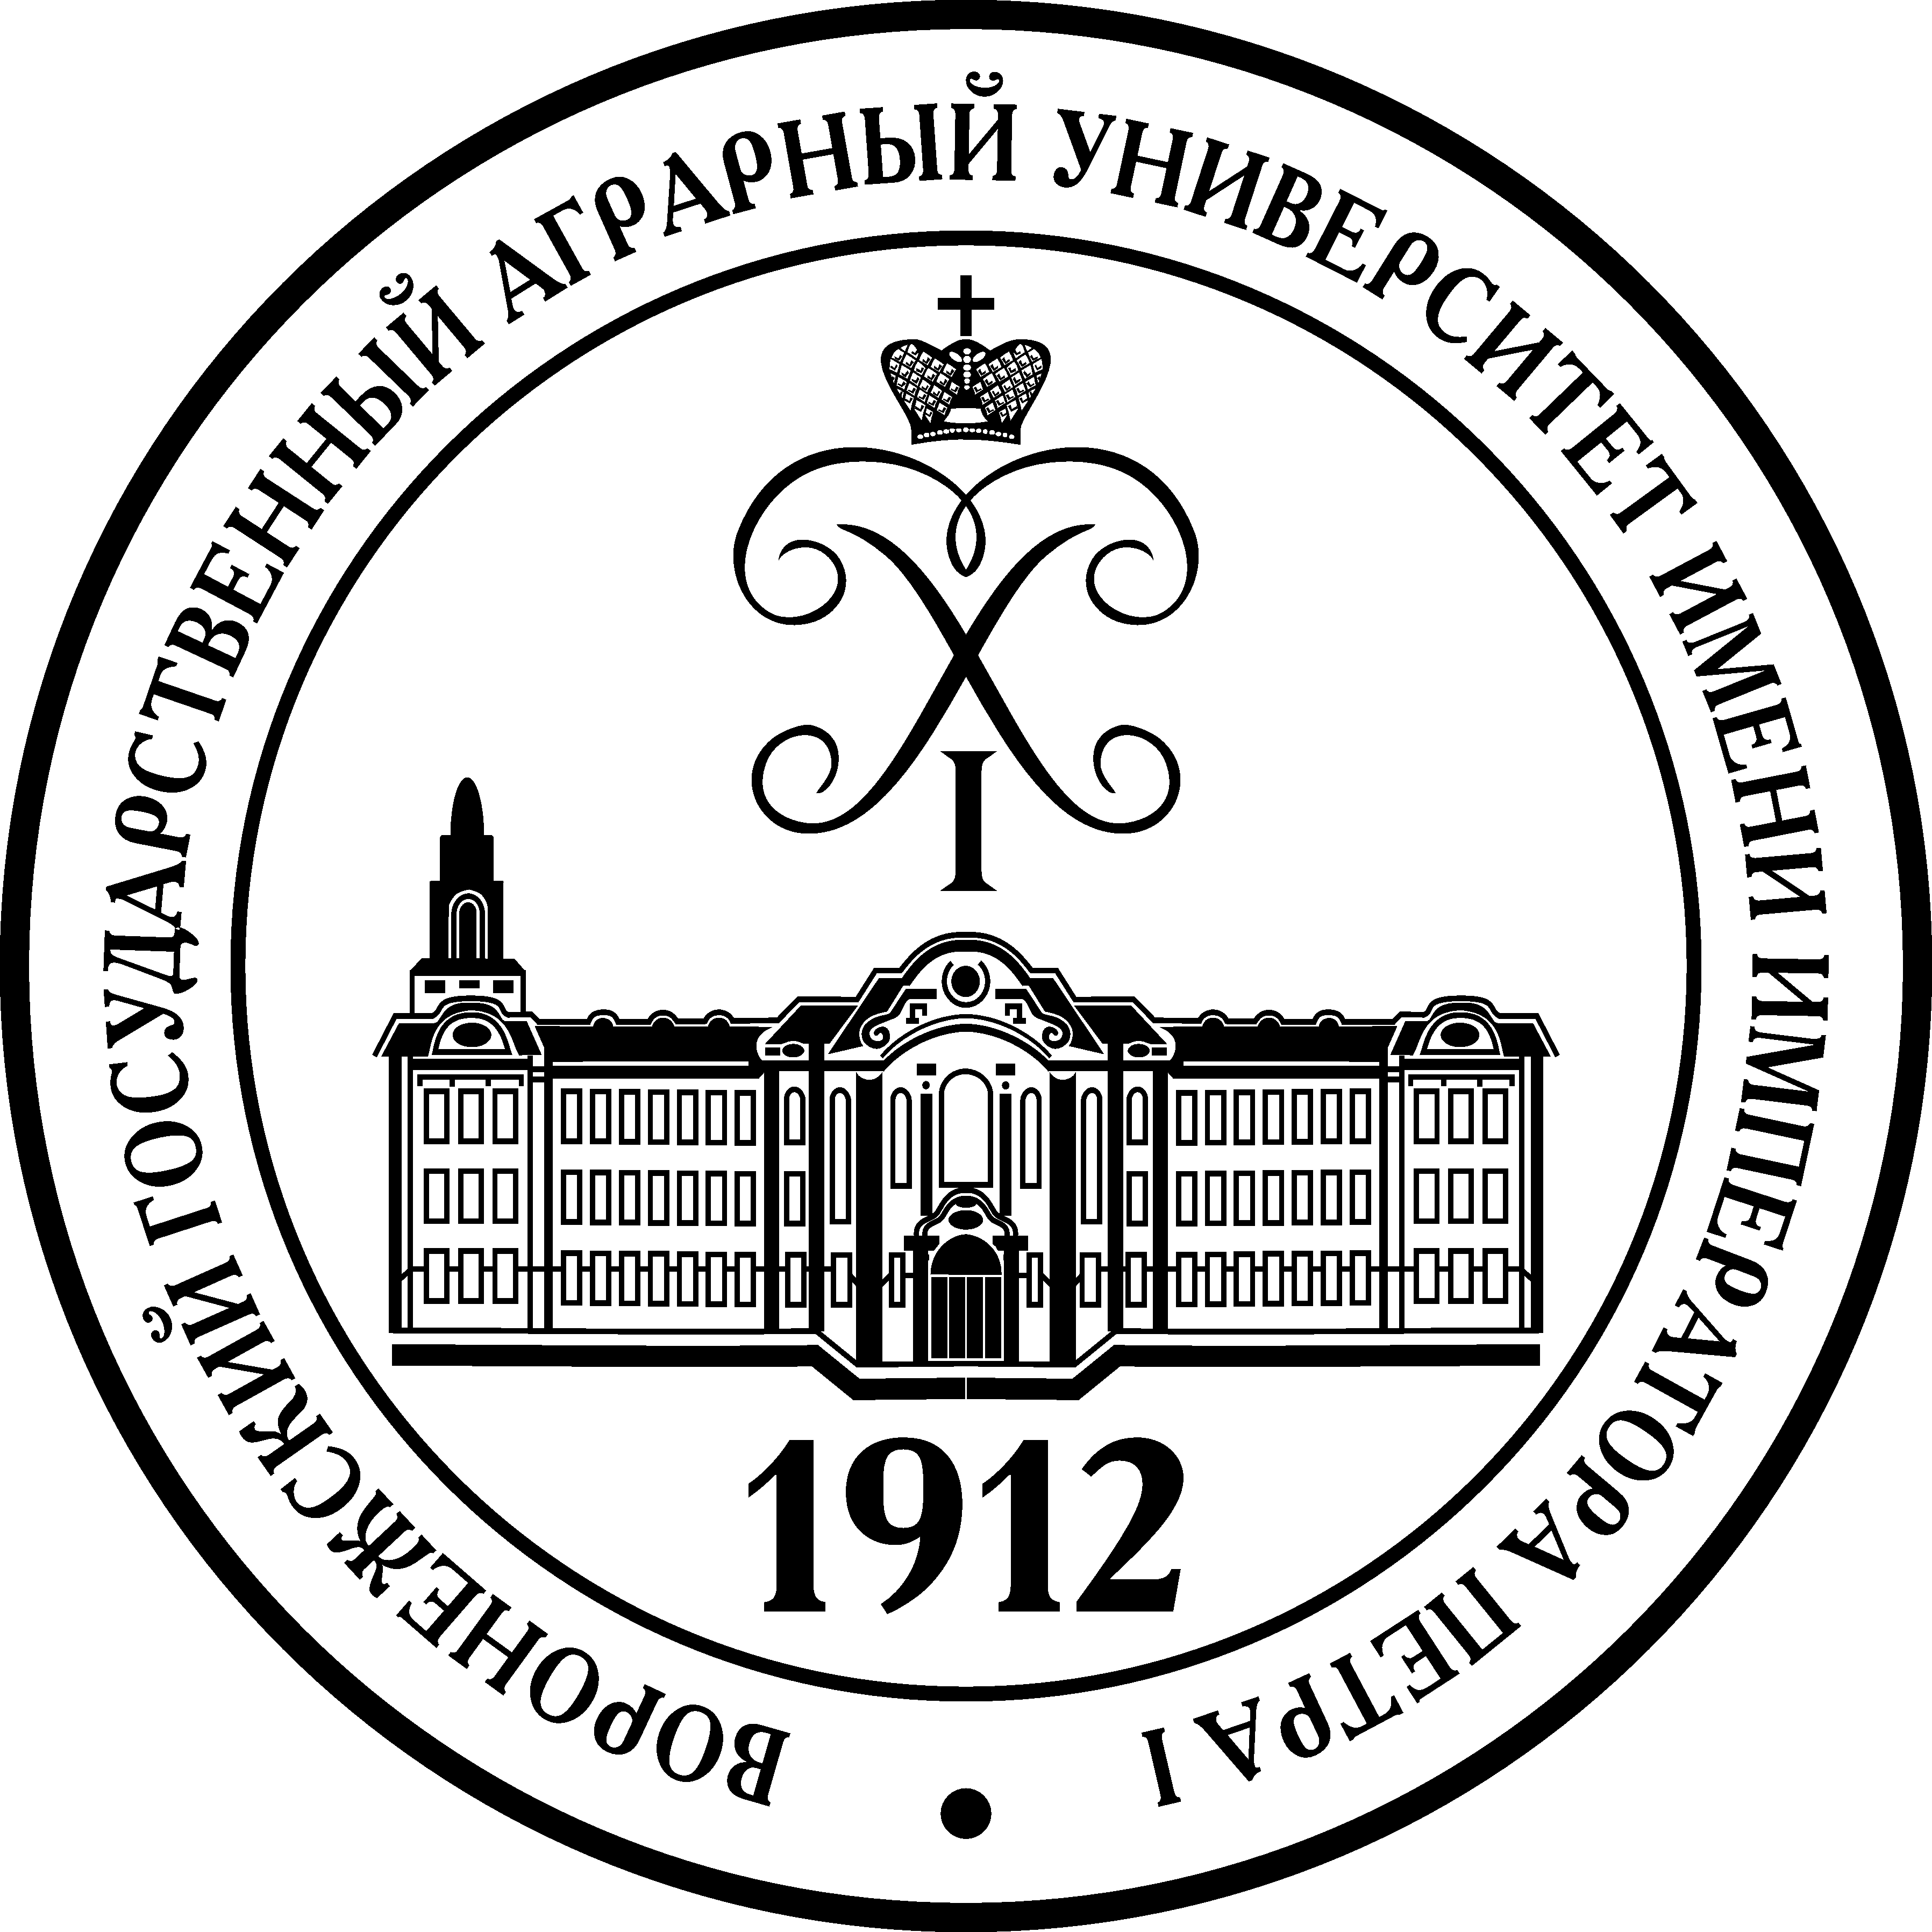 ВОРОНЕЖСКИЙ ГОСУДАРСТВЕННЫЙ АГРАРНЫЙ УНИВЕРСИТЕТ ИМЕНИ ИМПЕРАТОРА ПЕТРА I
I
1912